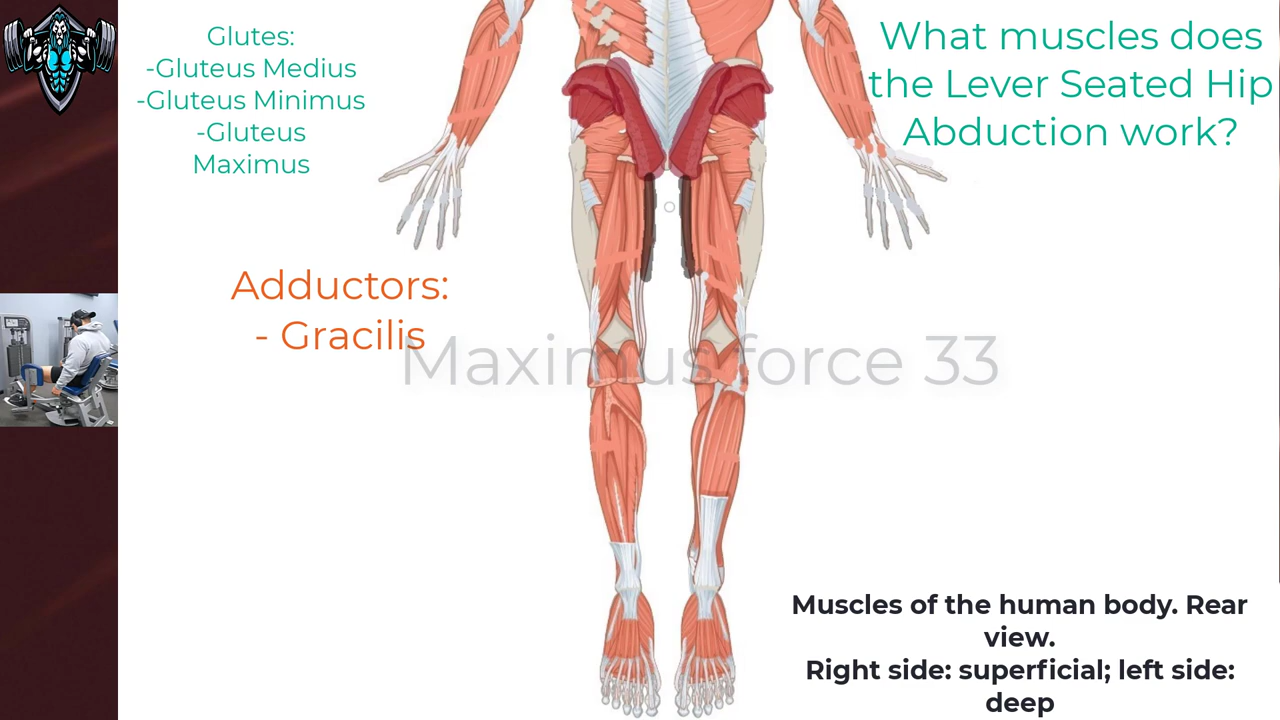 Glutes:
-Gluteus Medius
-Gluteus Minimus
-Gluteus
Maximus
What muscles does
the Lever Seated Hip
Abduction work?
Adductors:
- Gracilis
Maximus force 33
Muscles of the human body. Rear
view.
Right side: superficial; left side:
deep